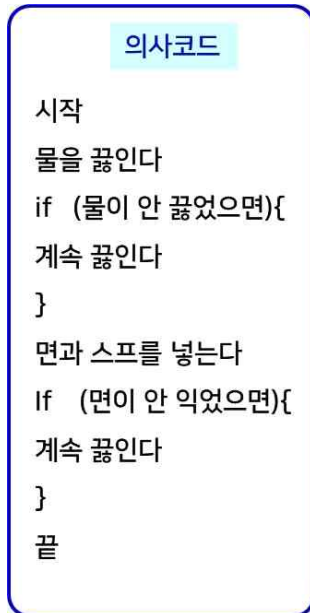 의사코드
시작
물을 끓인다
if (물이 안 끓었으면){
계속 끓인다
}
면과 스프를 넣는다
If (면이 안 익었으면){
계속 끓인다
}
끝